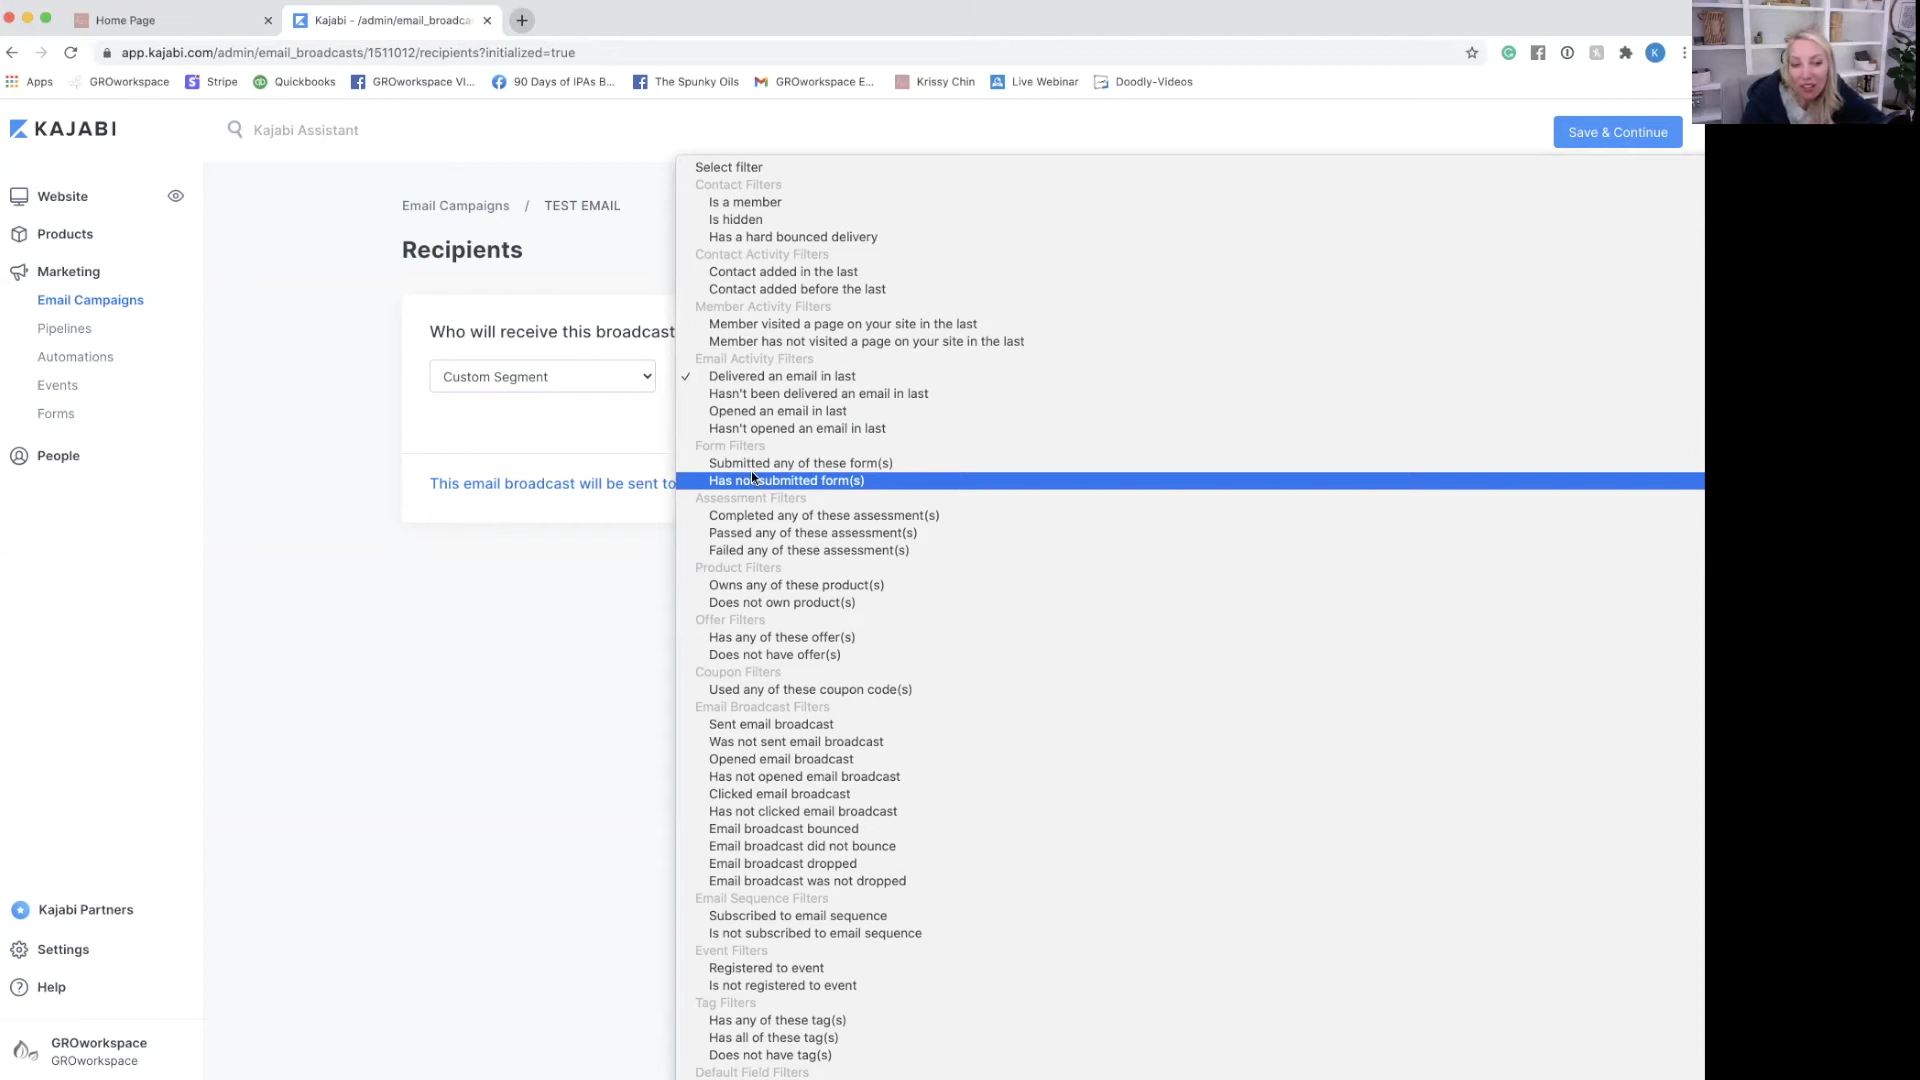 Home Page
Kajabi - /admin/email_broadca
app.kajabi.com/admin/email_broadcasts/1511012/recipients?initialized=true
K
Apps
GROworkspace
Stripe
Quickbooks
GROworkspace VI...
90 Days of IPAs B...
The Spunky Oils
GROworkspace E...
Krissy Chin
Live Webinar
Doodly-Videos
KAJABI
Kajabi Assistant
Save & Continue
Website
Products
Marketing
Email Campaigns
Pipelines
Automations
Events
Forms
People
Kajabi Partners
Settings
Help
GROworkspace
GROworkspace
Email Campaigns / TEST EMAIL
Recipients
Who will receive this broadcast
Custom Segment
This email broadcast will be sent to
Select filter
Contact Filters
Is a member
Is hidden
Has a hard bounced delivery
Contact Activity Filters
Contact added in the last
Contact added before the last
Member Activity Filters
Member visited a page on your site in the last
Member has not visited a page on your site in the last
Email Activity Filters
✓ Delivered an email in last
Hasn't been delivered an email in last
Opened an email in last
Hasn't opened an email in last
Form Filters
Submitted any of these form(s)
Has not submitted form(s)
Assessment Filters
Completed any of these assessment(s)
Passed any of these assessment(s)
Failed any of these assessment(s)
Product Filters
Owns any of these product(s)
Does not own product(s)
Offer Filters
Has any of these offer(s)
Does not have offer(s)
Coupon Filters
Used any of these coupon code(s)
Email Broadcast Filters
Sent email broadcast
Was not sent email broadcast
Opened email broadcast
Has not opened email broadcast
Clicked email broadcast
Has not clicked email broadcast
Email broadcast bounced
Email broadcast did not bounce
Email broadcast dropped
Email broadcast was not dropped
Email Sequence Filters
Subscribed to email sequence
Is not subscribed to email sequence
Event Filters
Registered to event
Is not registered to event
Tag Filters
Has any of these tag(s)
Has all of these tag(s)
Does not have tag(s)
Default Field Filters